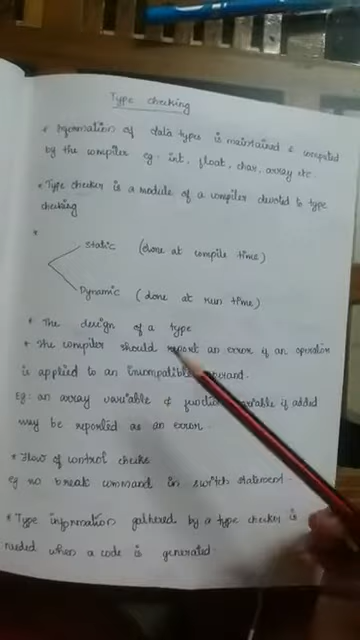 Type checking
* Information of data types is maintained & computed
by the compiler eg. int, float, char, array etc.
* Type checker is a module of a compiler devoted to type
checking
*
Static (done at compile time)
Dynamic (done at run time)
* The design of a type
* The compiler should report an error if an operator
is applied to an incompatible operant.
Eg: an array variable & function variable if added
may be reported as an error.
* Flow of control checks
eg no break command in switch statement.
* Type information gathered by a type checker is
needed when a code is generated.